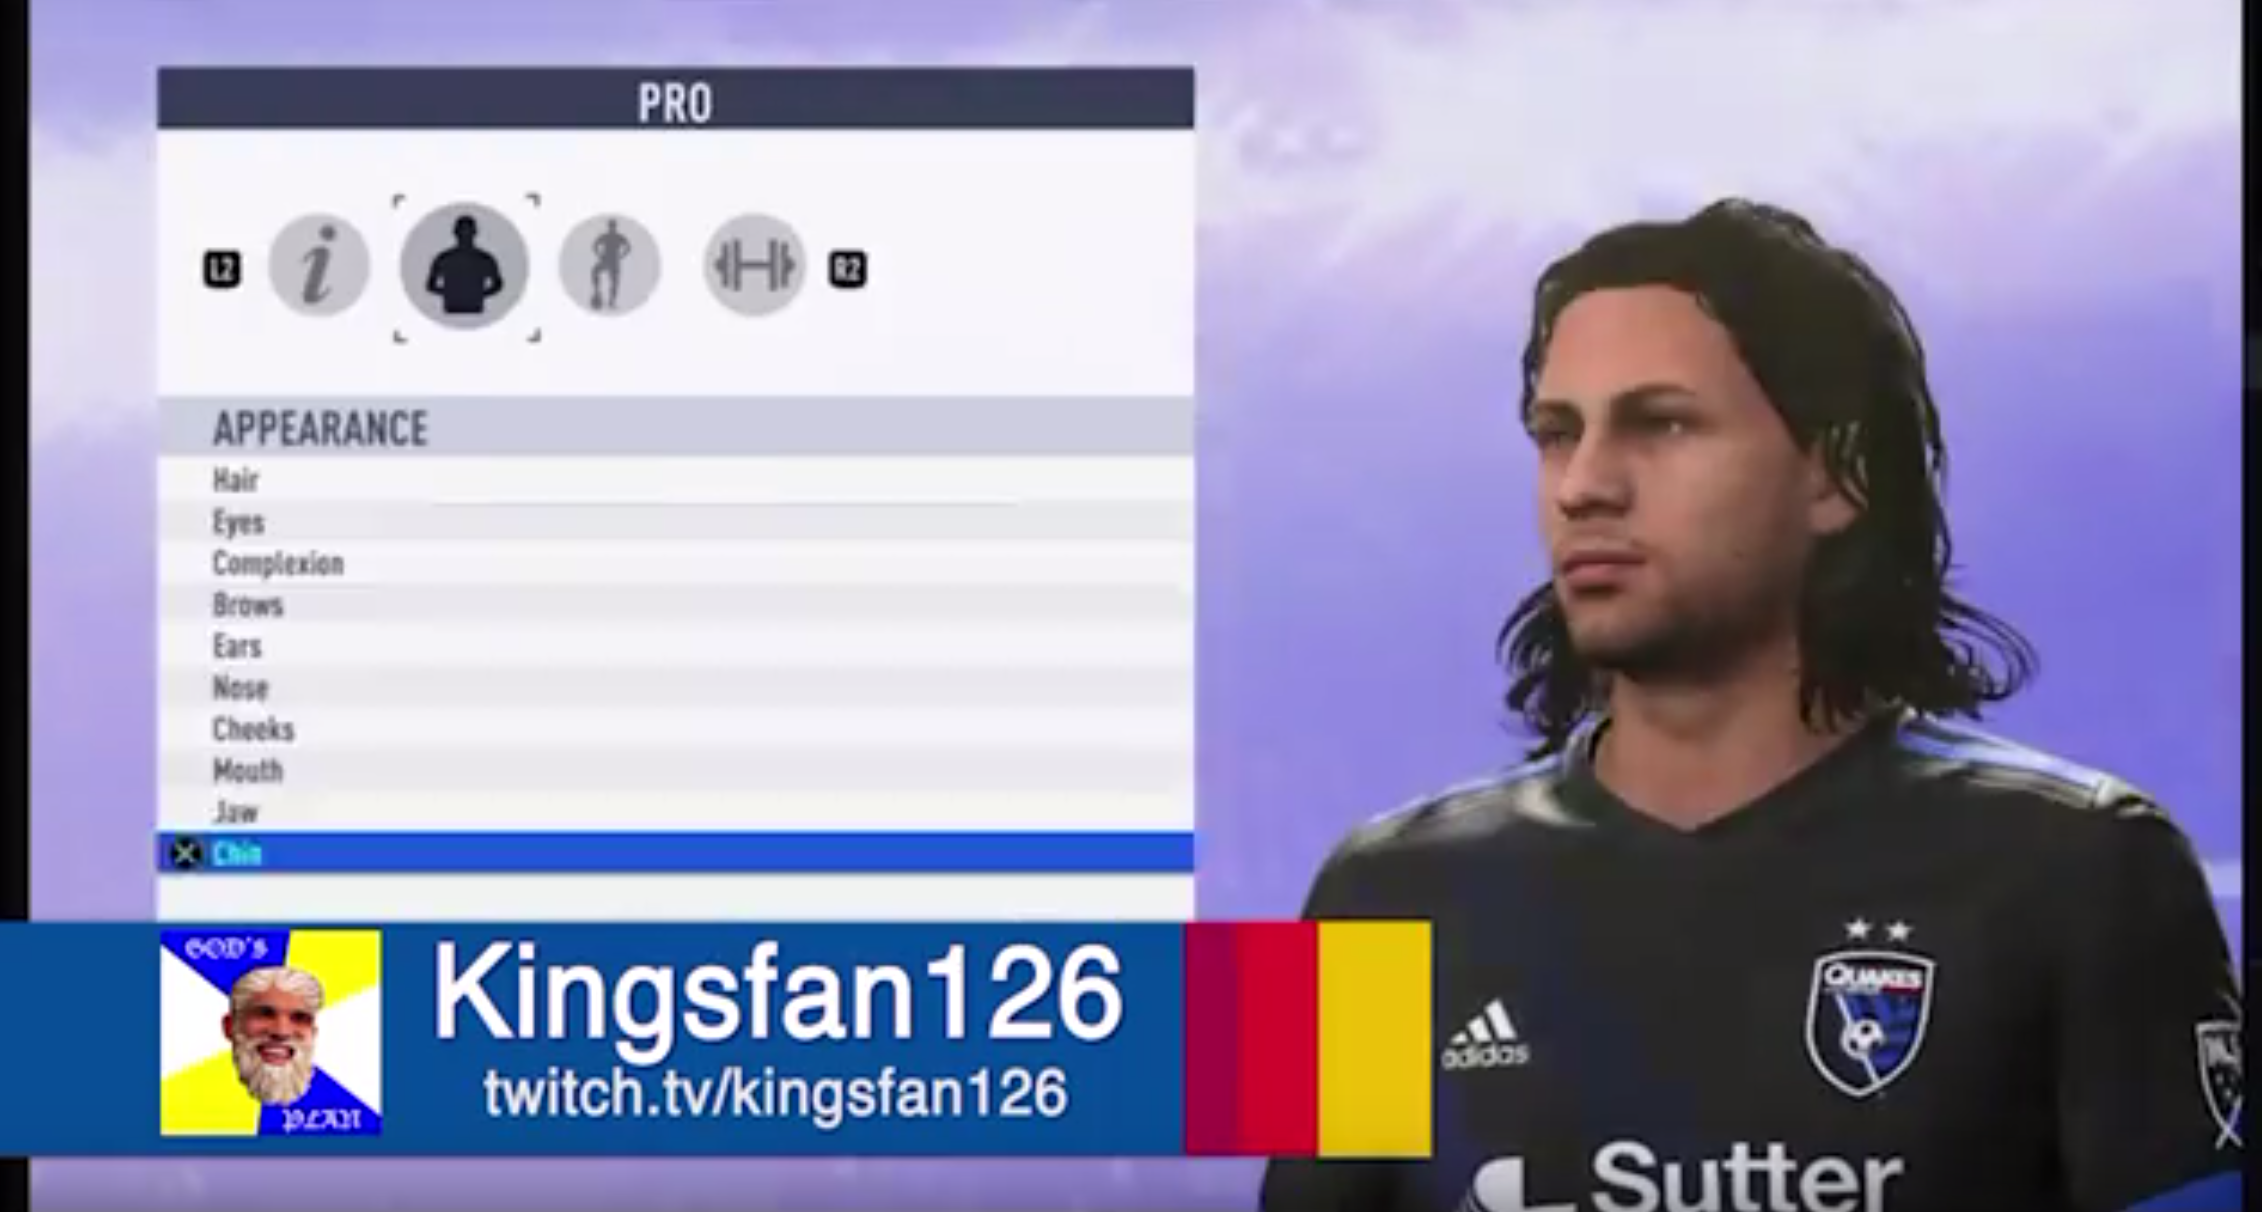 PRO
L2
R2
APPEARANCE
Hair
Eyes
Complexion
Brows
Ears
Nose
Cheeks
Mouth
Jaw
Chin
GOD'S
PLAN
Kingsfan126
twitch.tv/kingsfan126
QUAKES
adidas
Sutter